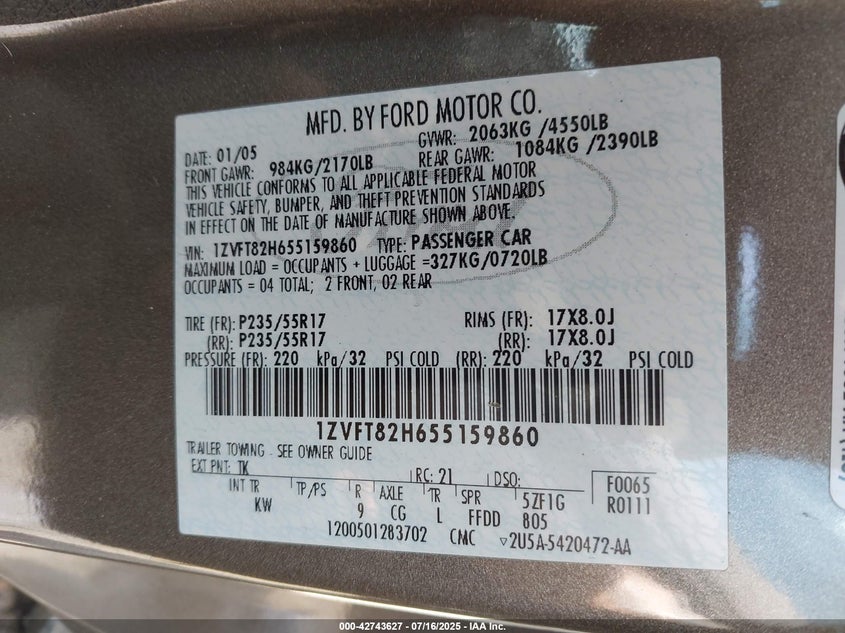 MFD. BY FORD MOTOR CO.
DATE: 01/05 GVWR: 2063KG /4550LB
FRONT GAWR: 984KG/2170LB REAR GAWR: 1084KG /2390LB
THIS VEHICLE CONFORMS TO ALL APPLICABLE FEDERAL MOTOR
VEHICLE SAFETY, BUMPER, AND THEFT PREVENTION STANDARDS
IN EFFECT ON THE DATE OF MANUFACTURE SHOWN ABOVE.
VIN: 1ZVFT82H655159860 TYPE: PASSENGER CAR
MAXIMUM LOAD = OCCUPANTS + LUGGAGE =327KG/0720LB
OCCUPANTS = 04 TOTAL; 2 FRONT, 02 REAR
TIRE (FR): P235/55R17 RIMS (FR): 17X8.0J
(RR): P235/55R17 (RR): 17X8.0J
PRESSURE (FR): 220 kPa/32 PSI COLD (RR): 220 kPa/32 PSI COLD
1ZVFT82H655159860
TRAILER TOWING - SEE OWNER GUIDE
EXT PNT: TK RC: 21 DSO: F0065
INT TR TP/PS R AXLE TR SPR 5ZF1G R0111
KW 9 CG L FFDD 805
1200501283702 CMC ▽2U5A-5420472-AA
000-42743627 - 07/16/2025 - IAA Inc.